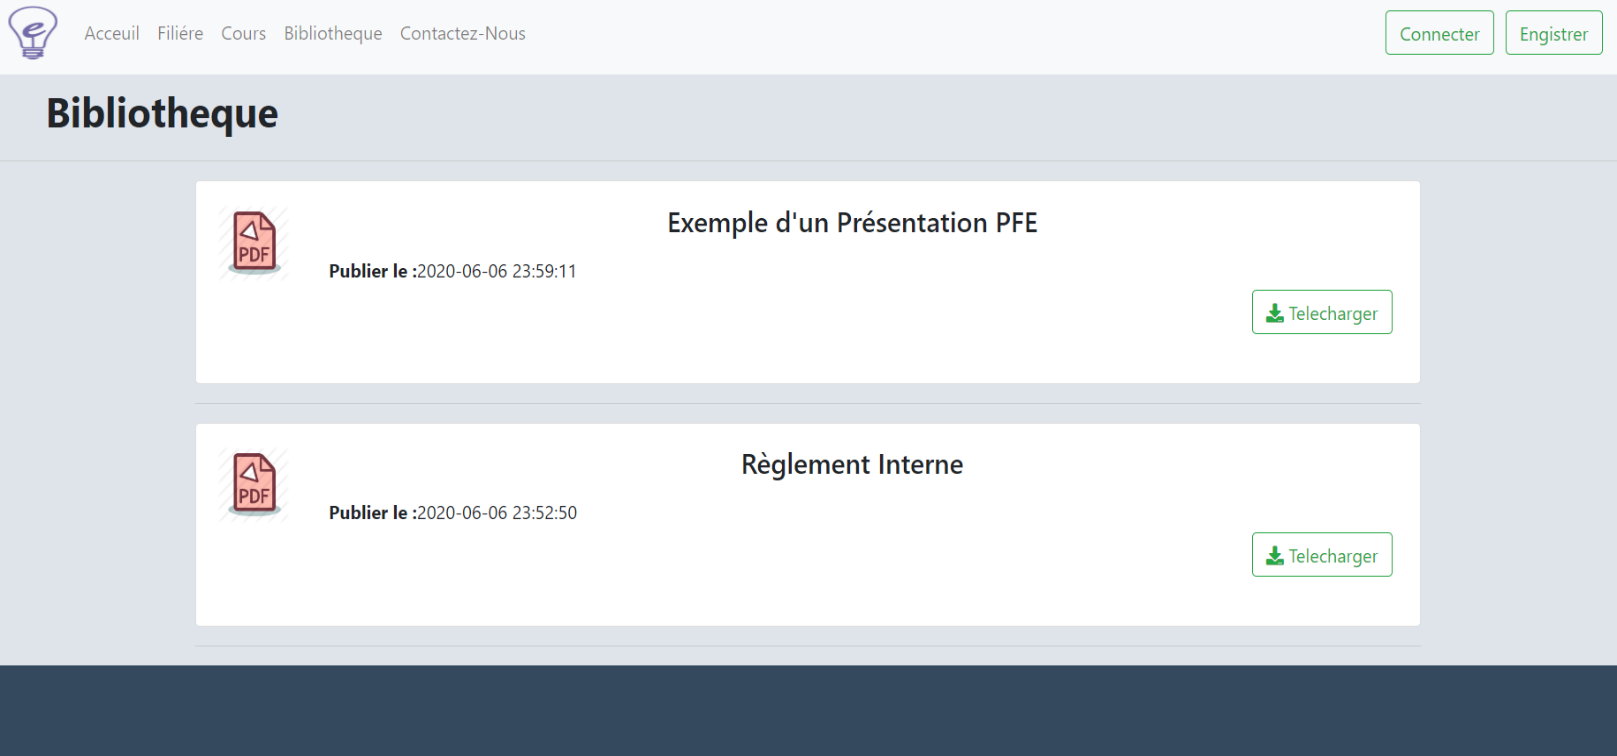 e
Acceuil Filiére Cours Bibliotheque Contactez-Nous Connecter Engistrer
Bibliotheque
Exemple d'un Présentation PFE
PDF
Publier le :2020-06-06 23:59:11
Telecharger
Règlement Interne
PDF
Publier le :2020-06-06 23:52:50
Telecharger